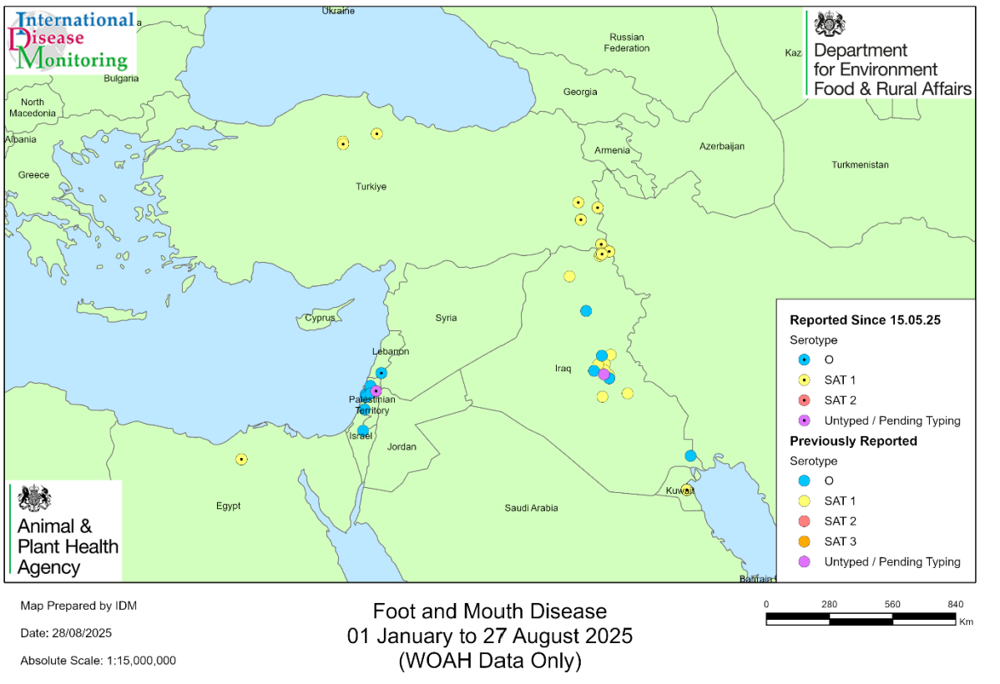 International
Disease
Monitoring
Ukraine
a
Bulgaria
North
Macedonia
Albania
Greece
Russian
Federation
Georgia
Kaz
Department
for Environment
Food & Rural Affairs
Armenia
Azerbaijan
Turkmenistan
Turkiye
Cyprus
Syria
Lebanon
Iraq
Palestinian
Territory
Israel
Jordan
Egypt
Saudi Arabia
Kuwait
Bahrain
Reported Since 15.05.25
Serotype
O
SAT 1
SAT 2
Untyped / Pending Typing
Previously Reported
Serotype
O
SAT 1
SAT 2
SAT 3
Untyped / Pending Typing
Animal &
Plant Health
Agency
Map Prepared by IDM
Date: 28/08/2025
Absolute Scale: 1:15,000,000
Foot and Mouth Disease
01 January to 27 August 2025
(WOAH Data Only)
0 280 560 840
Km